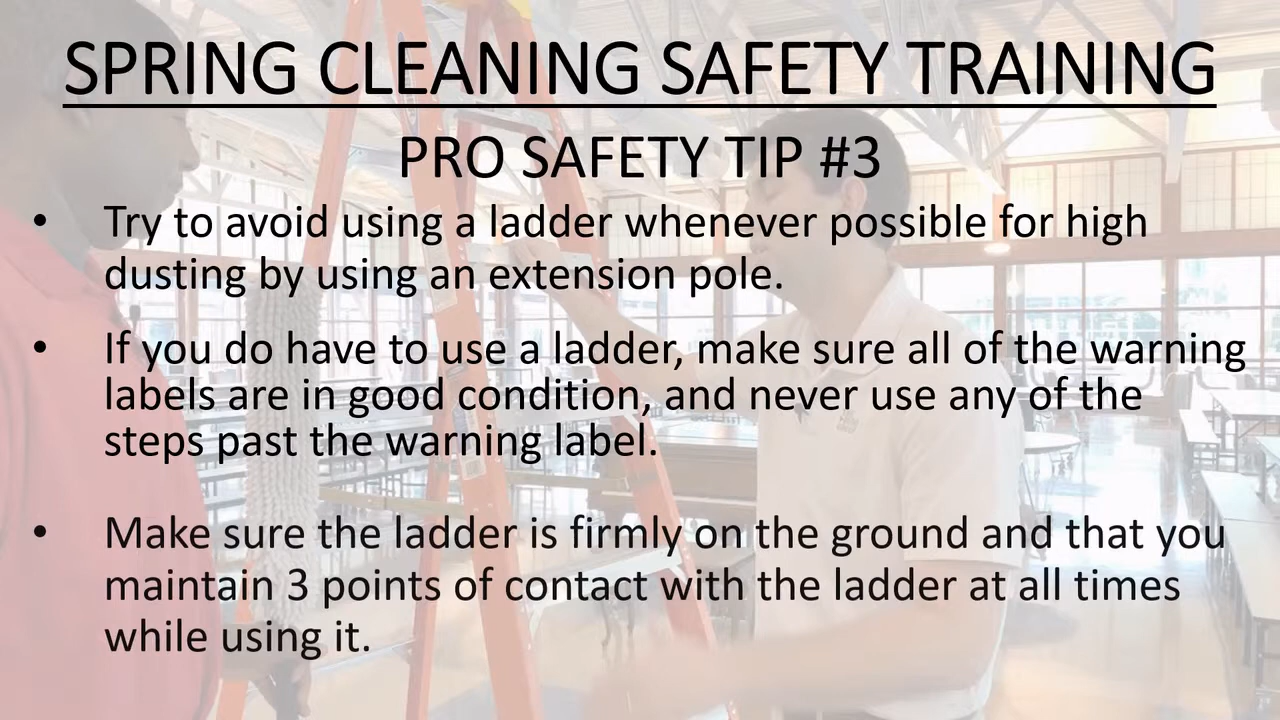 SPRING CLEANING SAFETY TRAINING
PRO SAFETY TIP #3
• Try to avoid using a ladder whenever possible for high
dusting by using an extension pole.
• If you do have to use a ladder, make sure all of the warning
labels are in good condition, and never use any of the
steps past the warning label.
• Make sure the ladder is firmly on the ground and that you
maintain 3 points of contact with the ladder at all times
while using it.